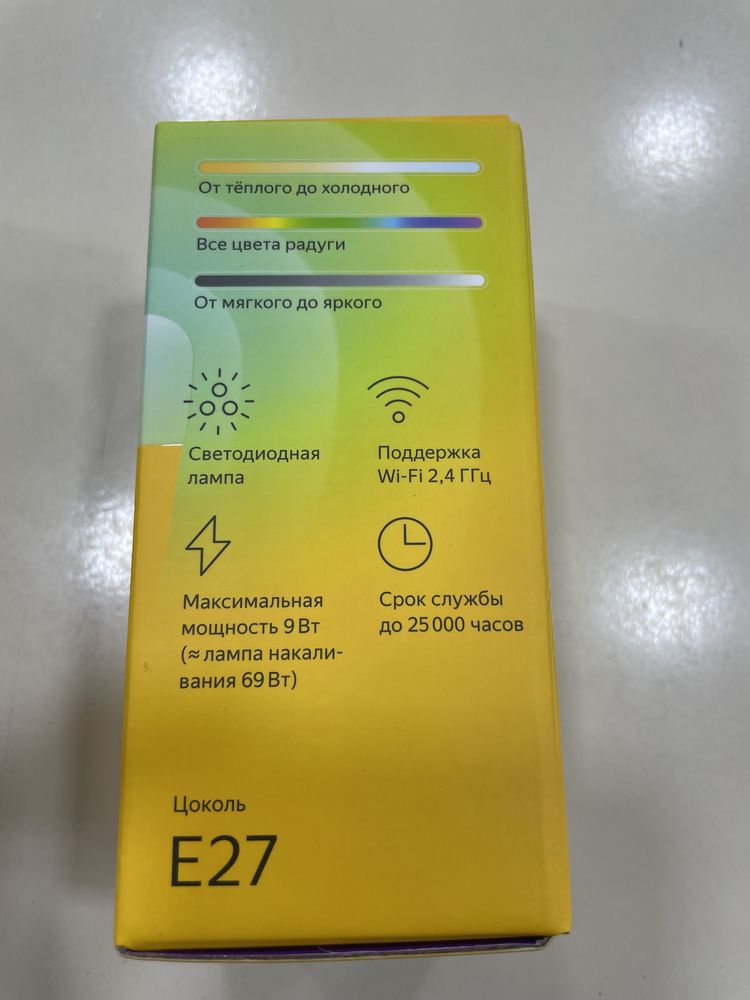 От тёплого до холодного
Все цвета радуги
От мягкого до яркого
Светодиодная
лампа
Поддержка
Wi-Fi 2,4 ГГц
Максимальная
мощность 9 Вт
(≈ лампа накали-
вания 69 Вт)
Срок службы
до 25 000 часов
Цоколь
E27